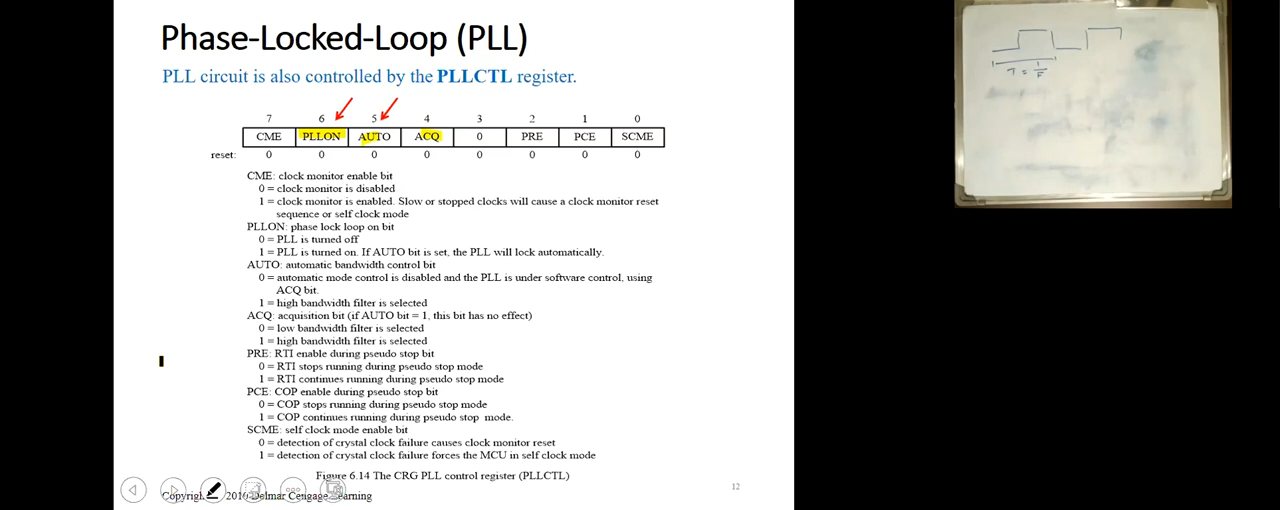 Phase-Locked-Loop (PLL)
PLL circuit is also controlled by the PLLCTL register.
7 6 5 4 3 2 1 0
CME PLLON AUTO ACQ 0 PRE PCE SCME
reset: 0 0 0 0 0 0 0 0
CME: clock monitor enable bit
0 = clock monitor is disabled
1 = clock monitor is enabled. Slow or stopped clocks will cause a clock monitor reset
sequence or self clock mode
PLLON: phase lock loop on bit
0 = PLL is turned off
1 = PLL is turned on. If AUTO bit is set, the PLL will lock automatically.
AUTO: automatic bandwidth control bit
0 = automatic mode control is disabled and the PLL is under software control, using
ACQ bit.
1 = high bandwidth filter is selected
ACQ: acquisition bit (if AUTO bit = 1, this bit has no effect)
0 = low bandwidth filter is selected
1 = high bandwidth filter is selected
PRE: RTI enable during pseudo stop bit
0 = RTI stops running during pseudo stop mode
1 = RTI continues running during pseudo stop mode
PCE: COP enable during pseudo stop bit
0 = COP stops running during pseudo stop mode
1 = COP continues running during pseudo stop mode.
SCME: self clock mode enable bit
0 = detection of crystal clock failure causes clock monitor reset
1 = detection of crystal clock failure forces the MCU in self clock mode
Figure 6.14 The CRG PLL control register (PLLCTL)
2010 Delmar Cengage Learning
12
T = 1/F